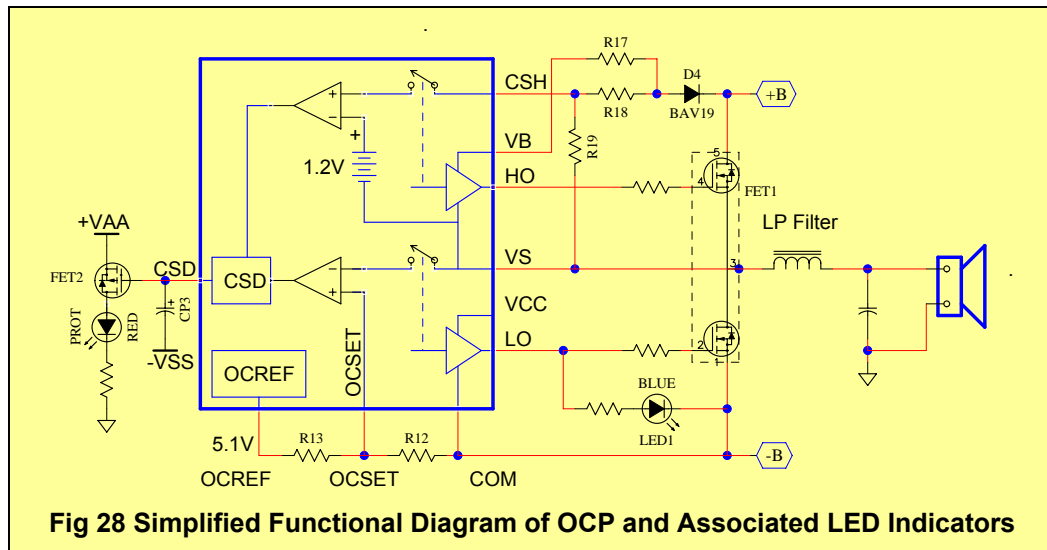 R17
CSH
R18
D4
BAV19
+B
R19
VB
1.2V
HO
5
4
FET1
LP Filter
+VAA
FET2
CSD
CSD
VS
3
CP3
PROT
RED
-VSS
VCC
OCSET
LO
2
1
OCREF
BLUE
LED1
5.1V
R13
R12
-B
OCREF
OCSET
COM
Fig 28 Simplified Functional Diagram of OCP and Associated LED Indicators